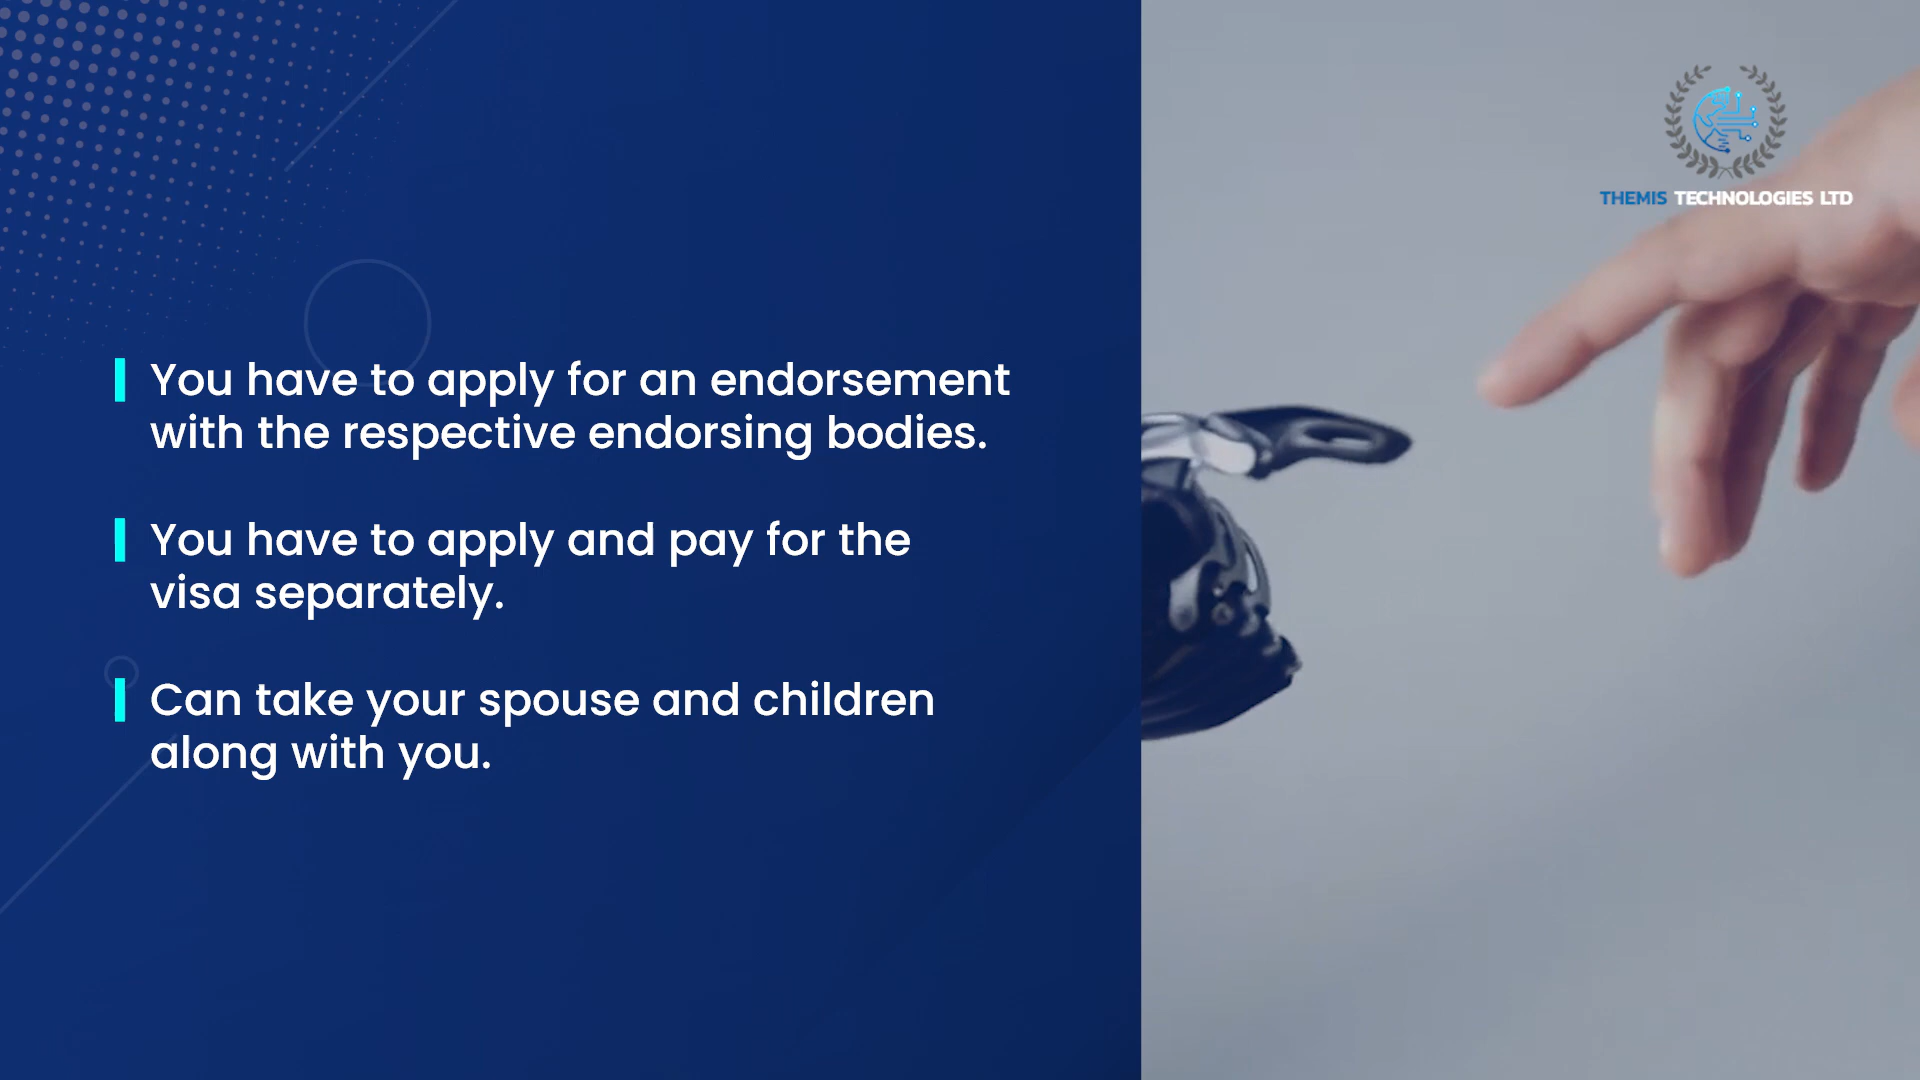 THEMIS TECHNOLOGIES LTD
You have to apply for an endorsement
with the respective endorsing bodies.
You have to apply and pay for the
visa separately.
Can take your spouse and children
along with you.